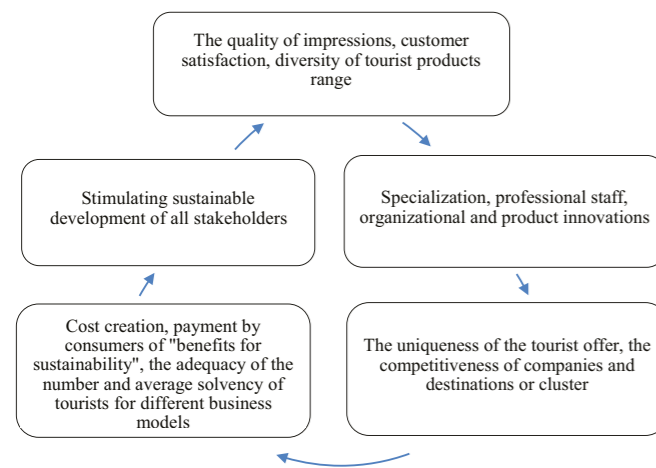 The quality of impressions, customer
satisfaction, diversity of tourist products
range
Stimulating sustainable
development of all stakeholders
Specialization, professional staff,
organizational and product innovations
Cost creation, payment by
consumers of "benefits for
sustainability", the adequacy of the
number and average solvency of
tourists for different business
models
The uniqueness of the tourist offer, the
competitiveness of companies and
destinations or cluster